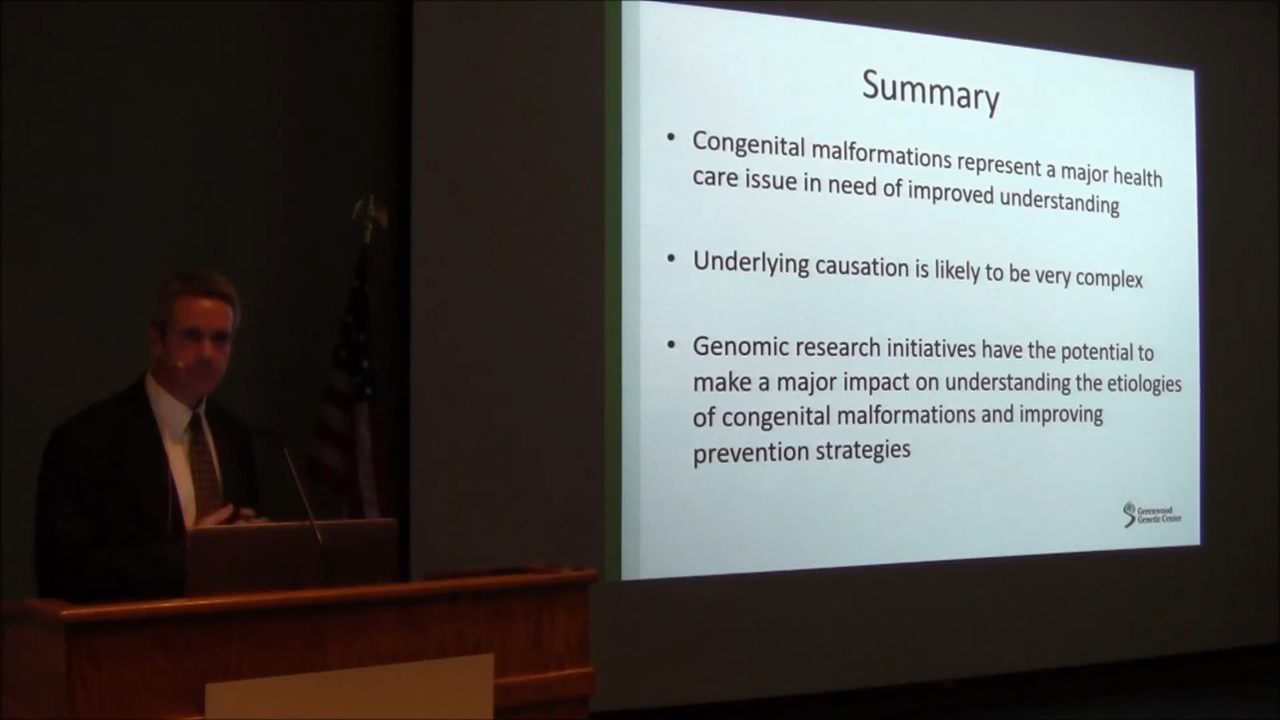 Summary
• Congenital malformations represent a major health
care issue in need of improved understanding
• Underlying causation is likely to be very complex
• Genomic research initiatives have the potential to
make a major impact on understanding the etiologies
of congenital malformations and improving
prevention strategies
Greenwood
Genetic Center